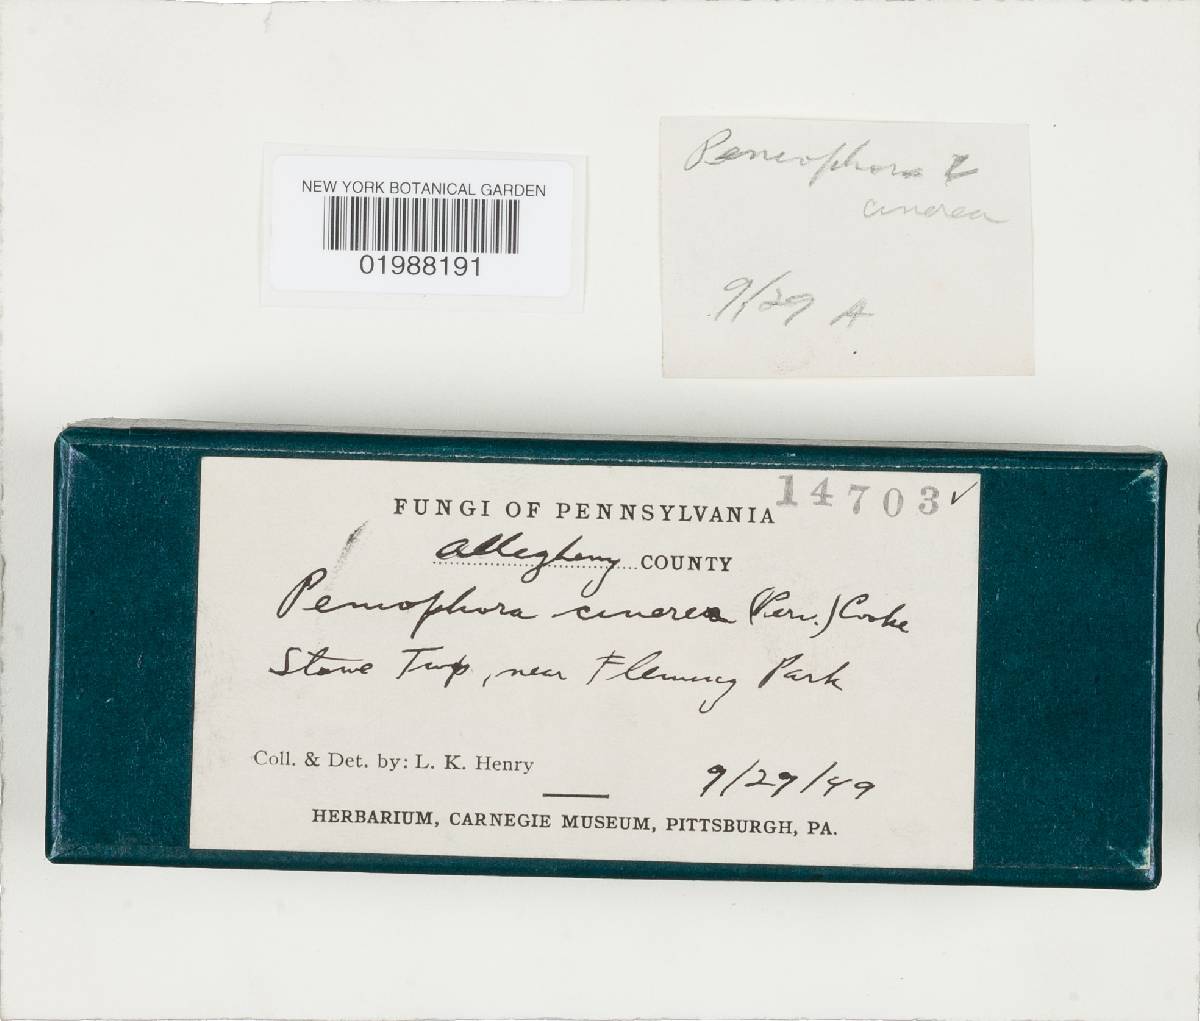 NEW YORK BOTANICAL GARDEN
01988191
Peniophora
cinerea
9/29 A
14703 ✓
FUNGI OF PENNSYLVANIA
Allegheny COUNTY
Peniophora cinerea (Pers.) Cooke
Stowe Twp, near Fleming Park
Coll. & Det. by: L. K. Henry
9/29/49
HERBARIUM, CARNEGIE MUSEUM, PITTSBURGH, PA.